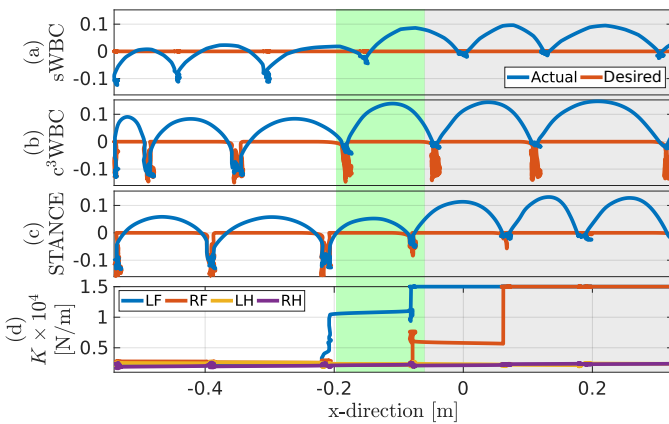 (a)
sWBC
0.1
0
-0.1
Actual Desired
(b)
c³WBC
0.1
0
-0.1
(c)
STANCE
0.1
0
-0.1
(d)
K × 10⁴
[N/m]
1.5
1
0.5
LF RF LH RH
-0.4 -0.2 0 0.2
x-direction [m]